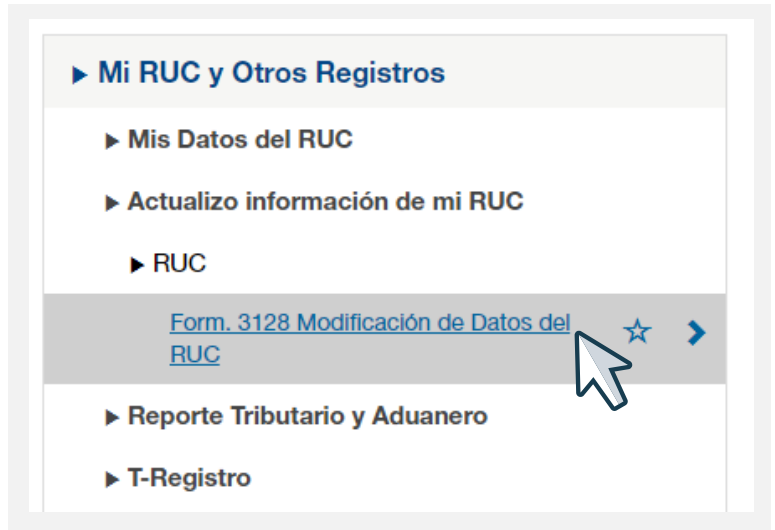 Mi RUC y Otros Registros
Mis Datos del RUC
Actualizo información de mi RUC
RUC
Form. 3128 Modificación de Datos del
RUC
Reporte Tributario y Aduanero
T-Registro